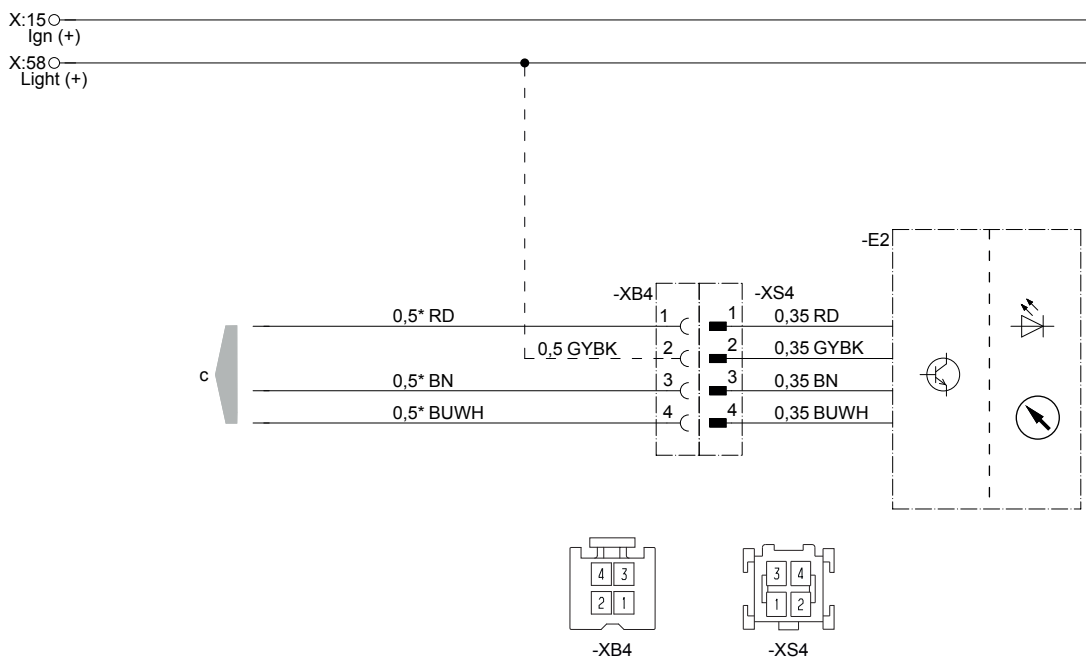 X:15
Ign (+)
X:58
Light (+)
-E2
-XB4 -XS4
0,5* RD 1 1 0,35 RD
0,5 GYBK 2 2 0,35 GYBK
c
0,5* BN 3 3 0,35 BN
0,5* BUWH 4 4 0,35 BUWH
4 3 3 4
2 1 1 2
-XB4 -XS4